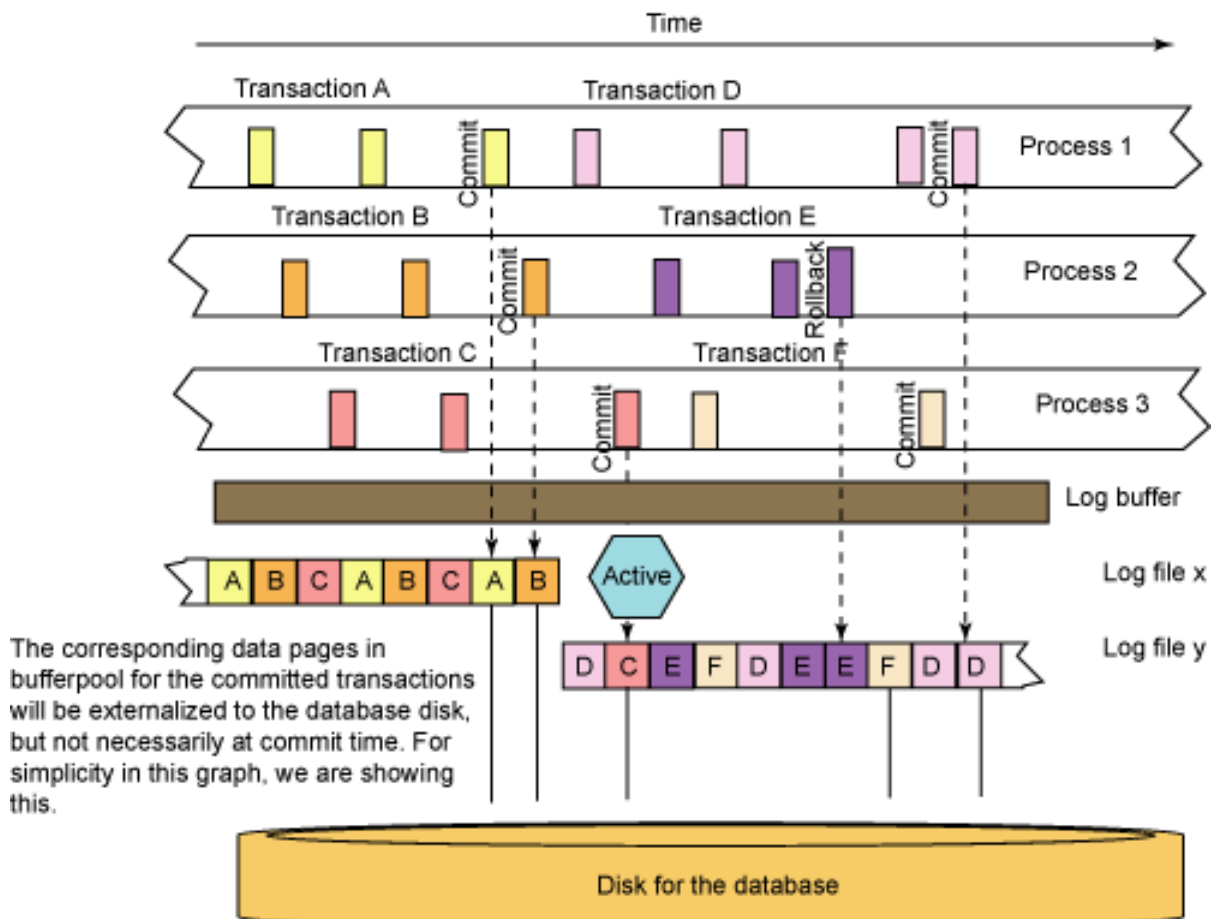 Time
Transaction A
Transaction D
Commit
Commit
Process 1
Transaction B
Transaction E
Commit
Rollback
Process 2
Transaction C
Transaction F
Commit
Commit
Process 3
Log buffer
A B C A B C A B
Active
Log file x
D C E F D E E F D D
Log file y
The corresponding data pages in
bufferpool for the committed transactions
will be externalized to the database disk,
but not necessarily at commit time. For
simplicity in this graph, we are showing
this.
Disk for the database